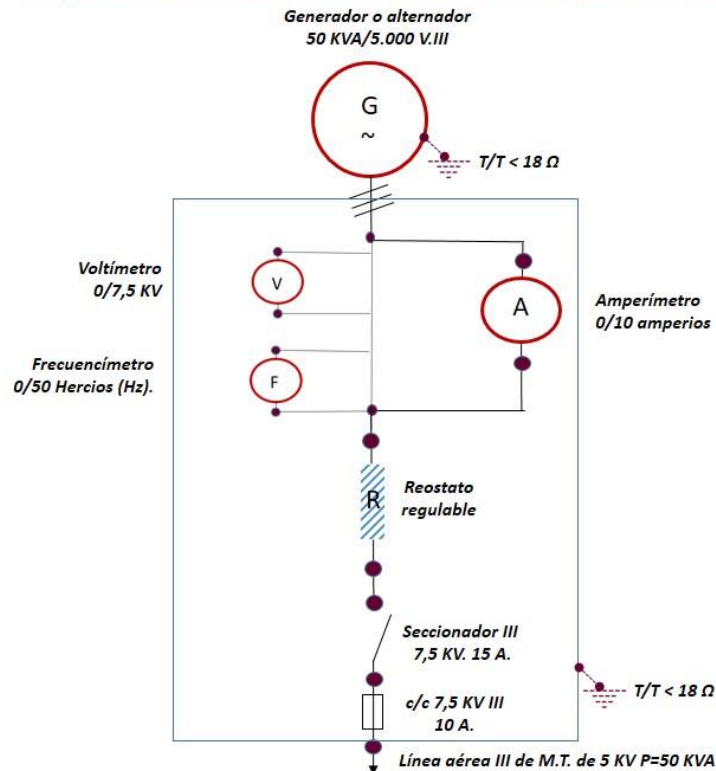 Generador o alternador
50 KVA/5.000 V.III
G
~
T/T < 18 Ω
Voltímetro
0/7,5 KV
V
A
Amperímetro
0/10 amperios
Frecuencímetro
0/50 Hercios (Hz).
F
R
Reostato
regulable
Seccionador III
7,5 KV. 15 A.
T/T < 18 Ω
c/c 7,5 KV III
10 A.
Línea aérea III de M.T. de 5 KV P=50 KVA